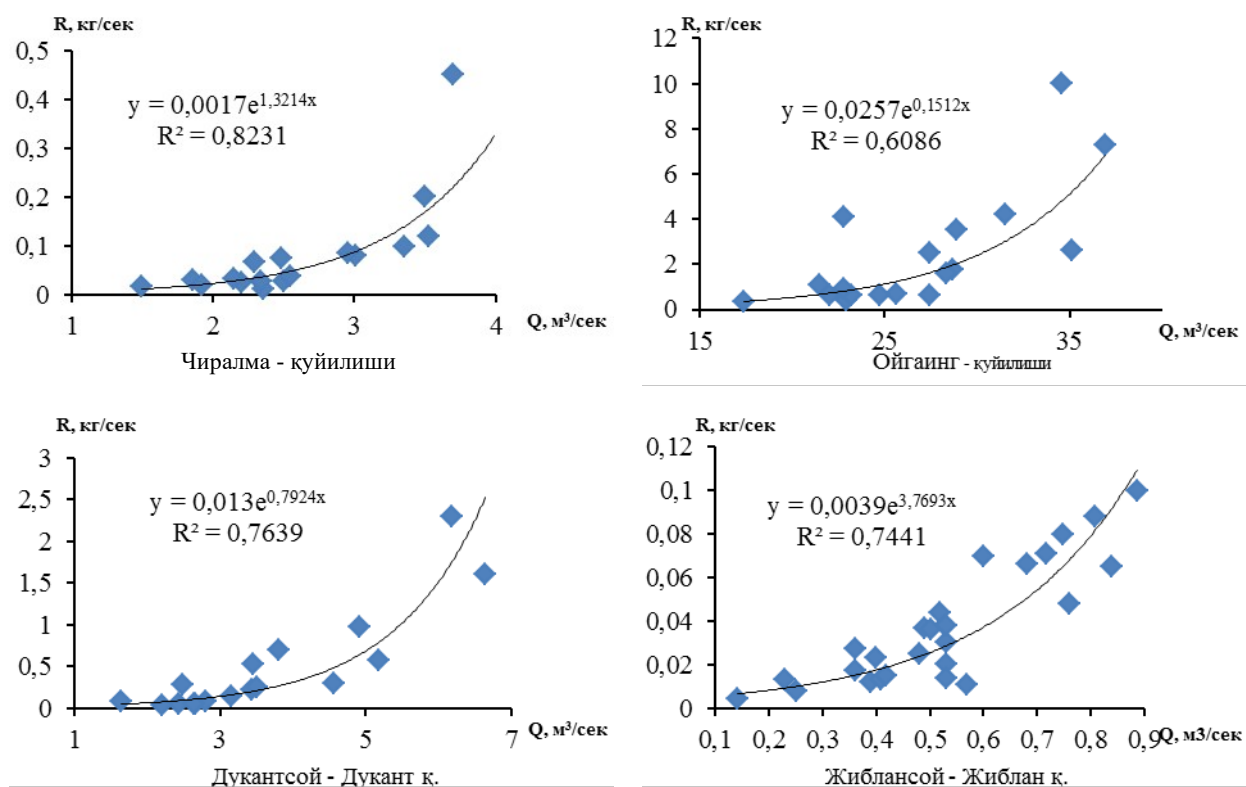 R, кг/сек
0,5
0,4
0,3
0,2
0,1
0
y = 0,0017e^1,3214x
R² = 0,8231
1 2 3 4
Q, м³/сек
Чиралма - қуйилиши
R, кг/сек
12
10
8
6
4
2
0
y = 0,0257e^0,1512x
R² = 0,6086
15 25 35
Q, м³/сек
Ойгаинг - қуйилиши
R, кг/сек
3
2,5
2
1,5
1
0,5
0
y = 0,013e^0,7924x
R² = 0,7639
1 3 5 7
Q, м³/сек
Дукантсой - Дукант қ.
R, кг/сек
0,12
0,1
0,08
0,06
0,04
0,02
0
y = 0,0039e^3,7693x
R² = 0,7441
0,1 0,2 0,3 0,4 0,5 0,6 0,7 0,8 0,9
Q, м3/сек
Жиблансой - Жиблан қ.